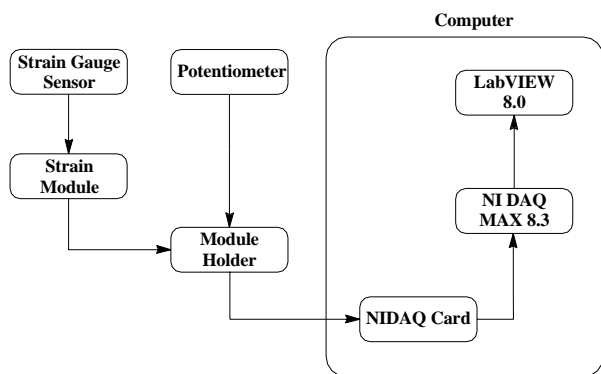 Computer
Strain Gauge
Sensor
Potentiometer
LabVIEW
8.0
Strain
Module
NI DAQ
MAX 8.3
Module
Holder
NIDAQ Card